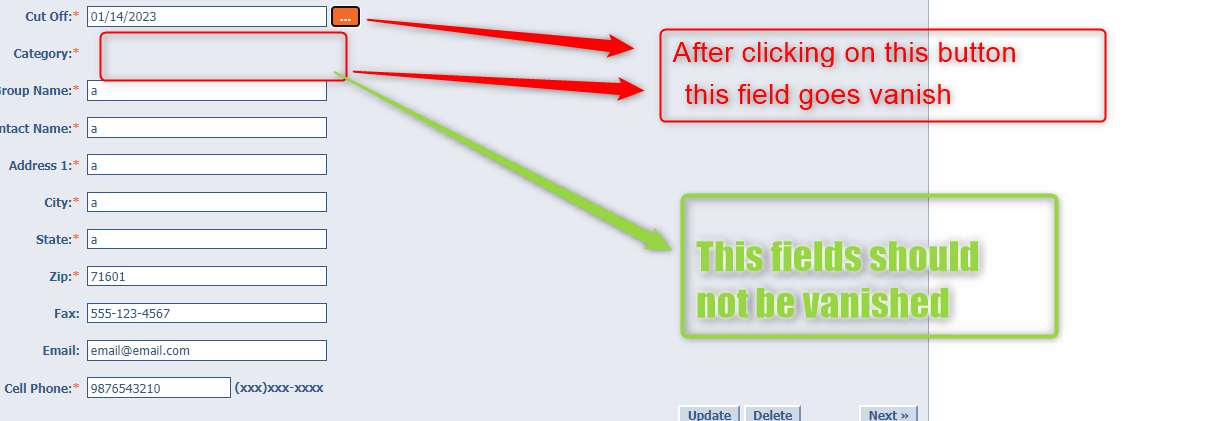 Cut Off:* 01/14/2023 ...
Category:*
After clicking on this button
this field goes vanish
Group Name:* a
ntact Name:* a
Address 1:* a
City:* a
State:* a
This fields should
not be vanished
Zip:* 71601
Fax: 555-123-4567
Email: email@email.com
Cell Phone:* 9876543210 (xxx)xxx-xxxx
Update Delete Next »